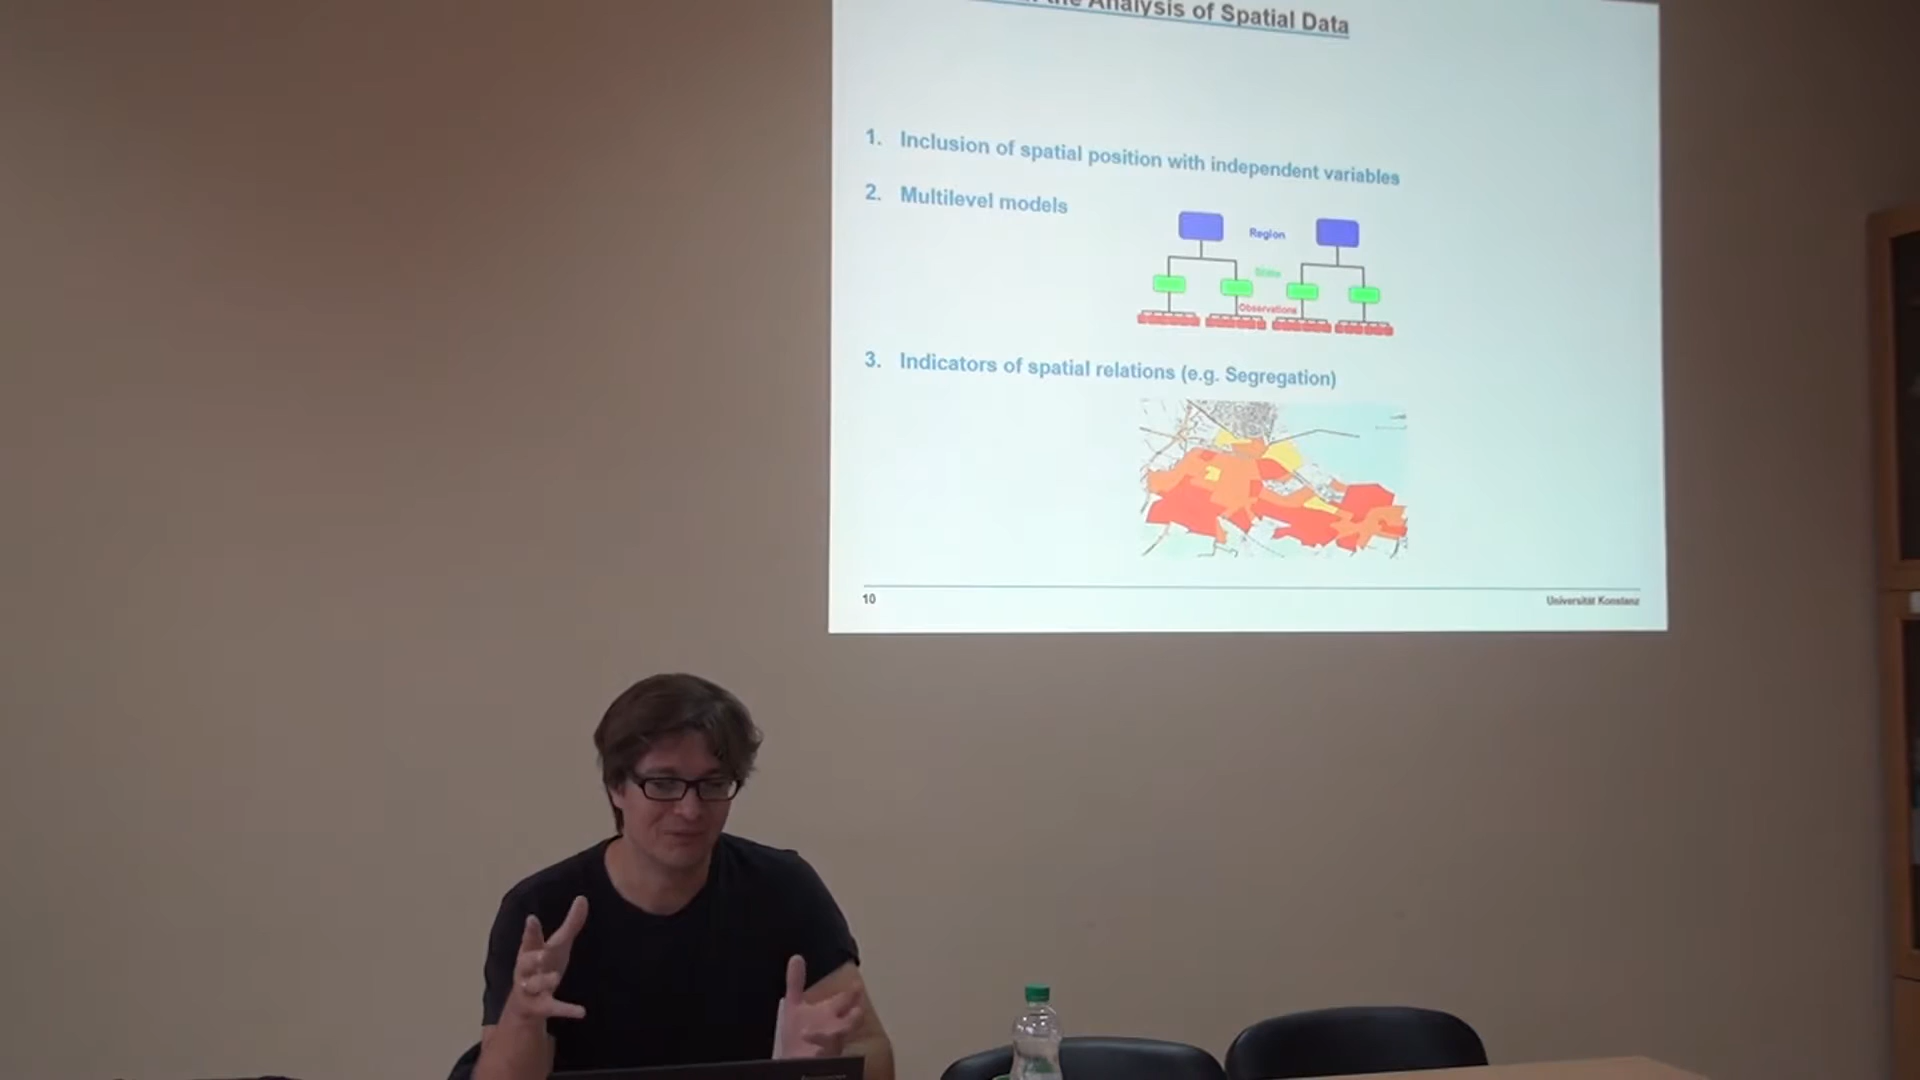 the Analysis of Spatial Data
1. Inclusion of spatial position with independent variables
2. Multilevel models
Region
State
Observations
3. Indicators of spatial relations (e.g. Segregation)
10
Universität Konstanz